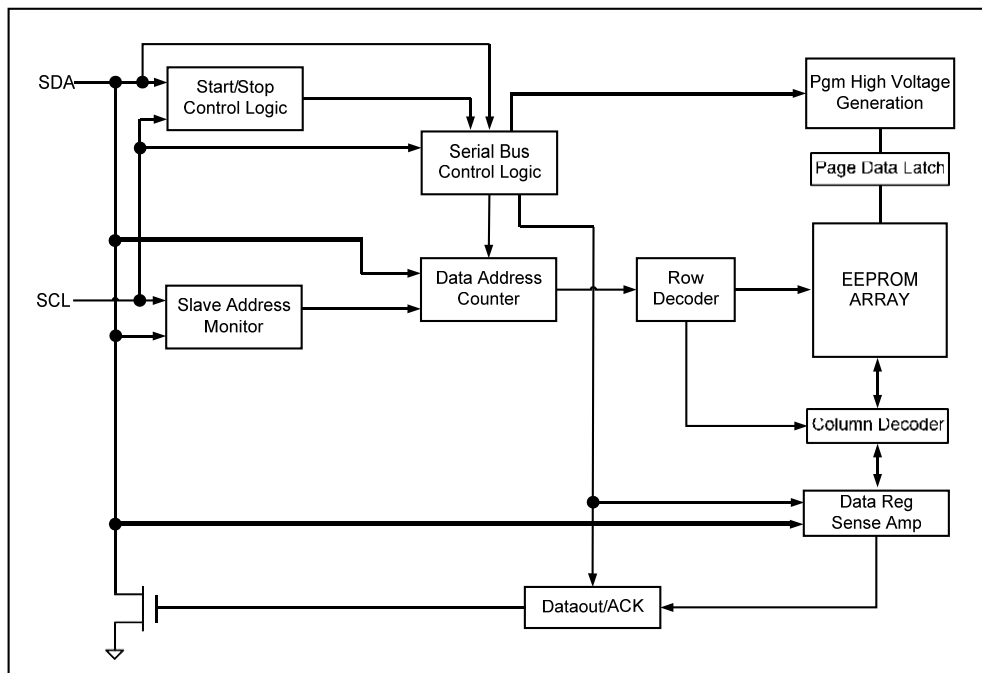 SDA
Start/Stop
Control Logic
Pgm High Voltage
Generation
Serial Bus
Control Logic
Page Data Latch
SCL
Slave Address
Monitor
Data Address
Counter
Row
Decoder
EEPROM
ARRAY
Column Decoder
Data Reg
Sense Amp
Dataout/ACK